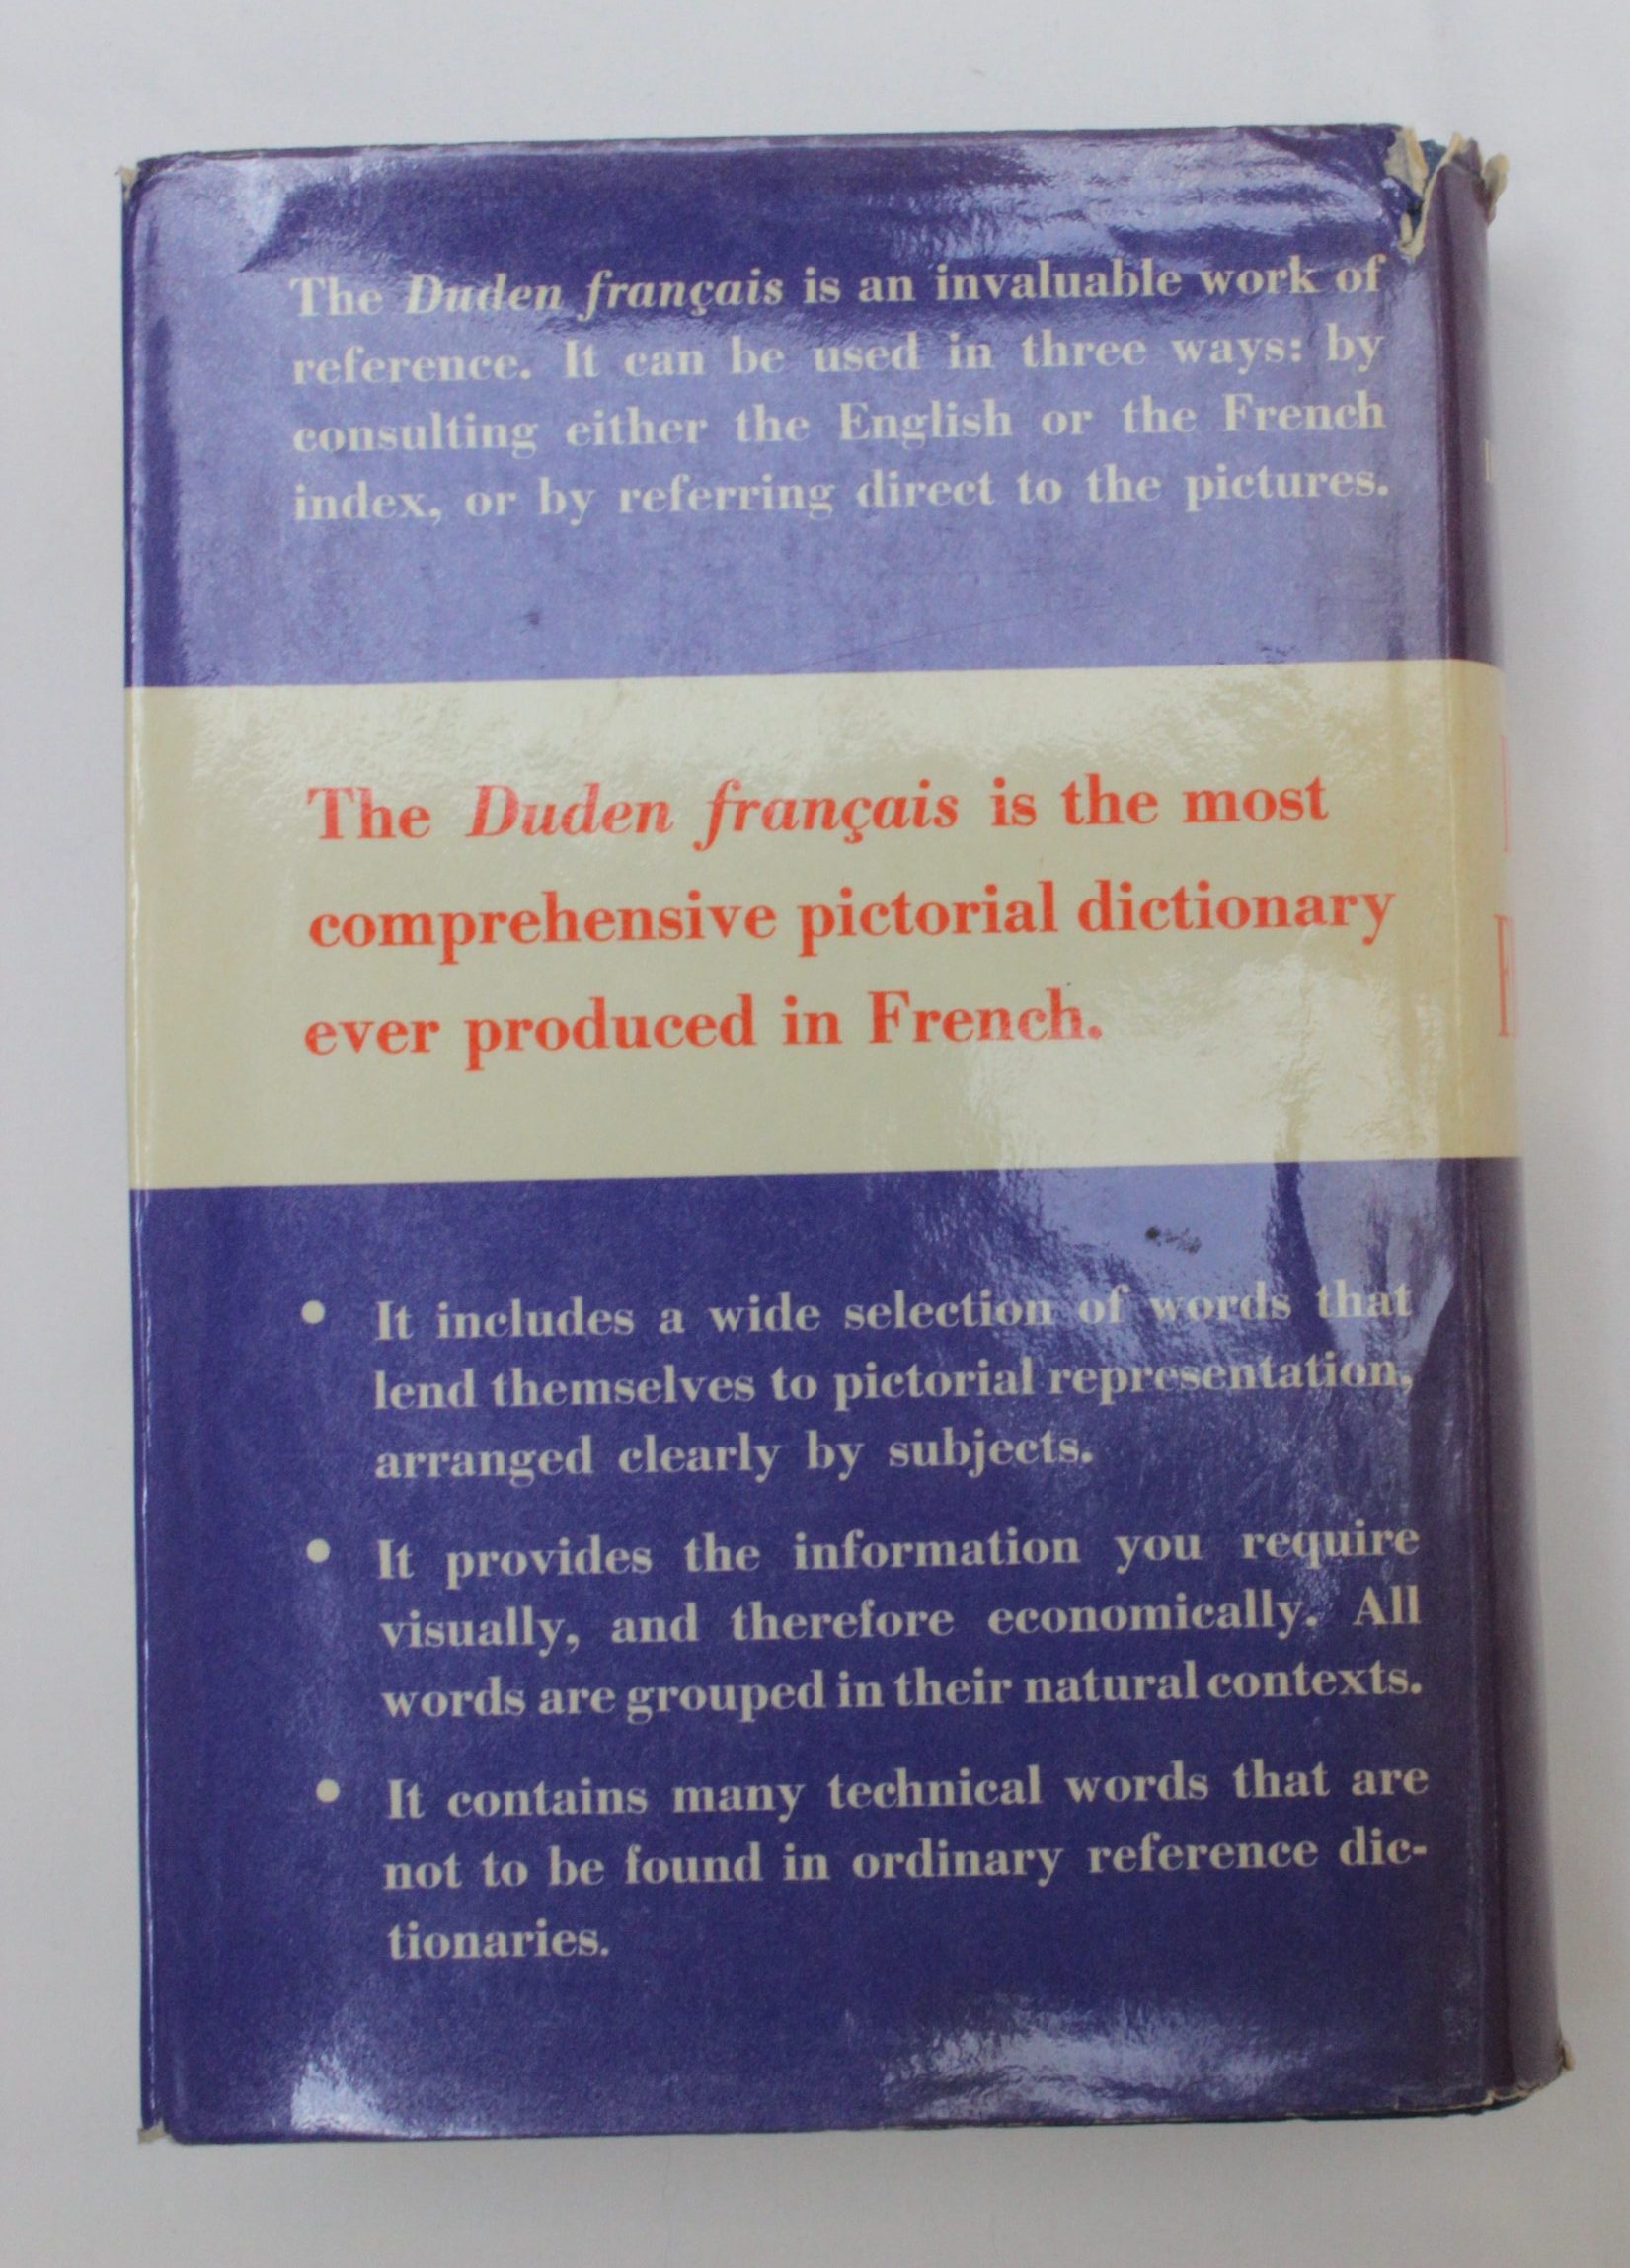 The Duden français is an invaluable work of
reference. It can be used in three ways: by
consulting either the English or the French
index, or by referring direct to the pictures.
The Duden français is the most
comprehensive pictorial dictionary
ever produced in French.
• It includes a wide selection of words that
lend themselves to pictorial representation,
arranged clearly by subjects.
• It provides the information you require
visually, and therefore economically. All
words are grouped in their natural contexts.
• It contains many technical words that are
not to be found in ordinary reference dic-
tionaries.